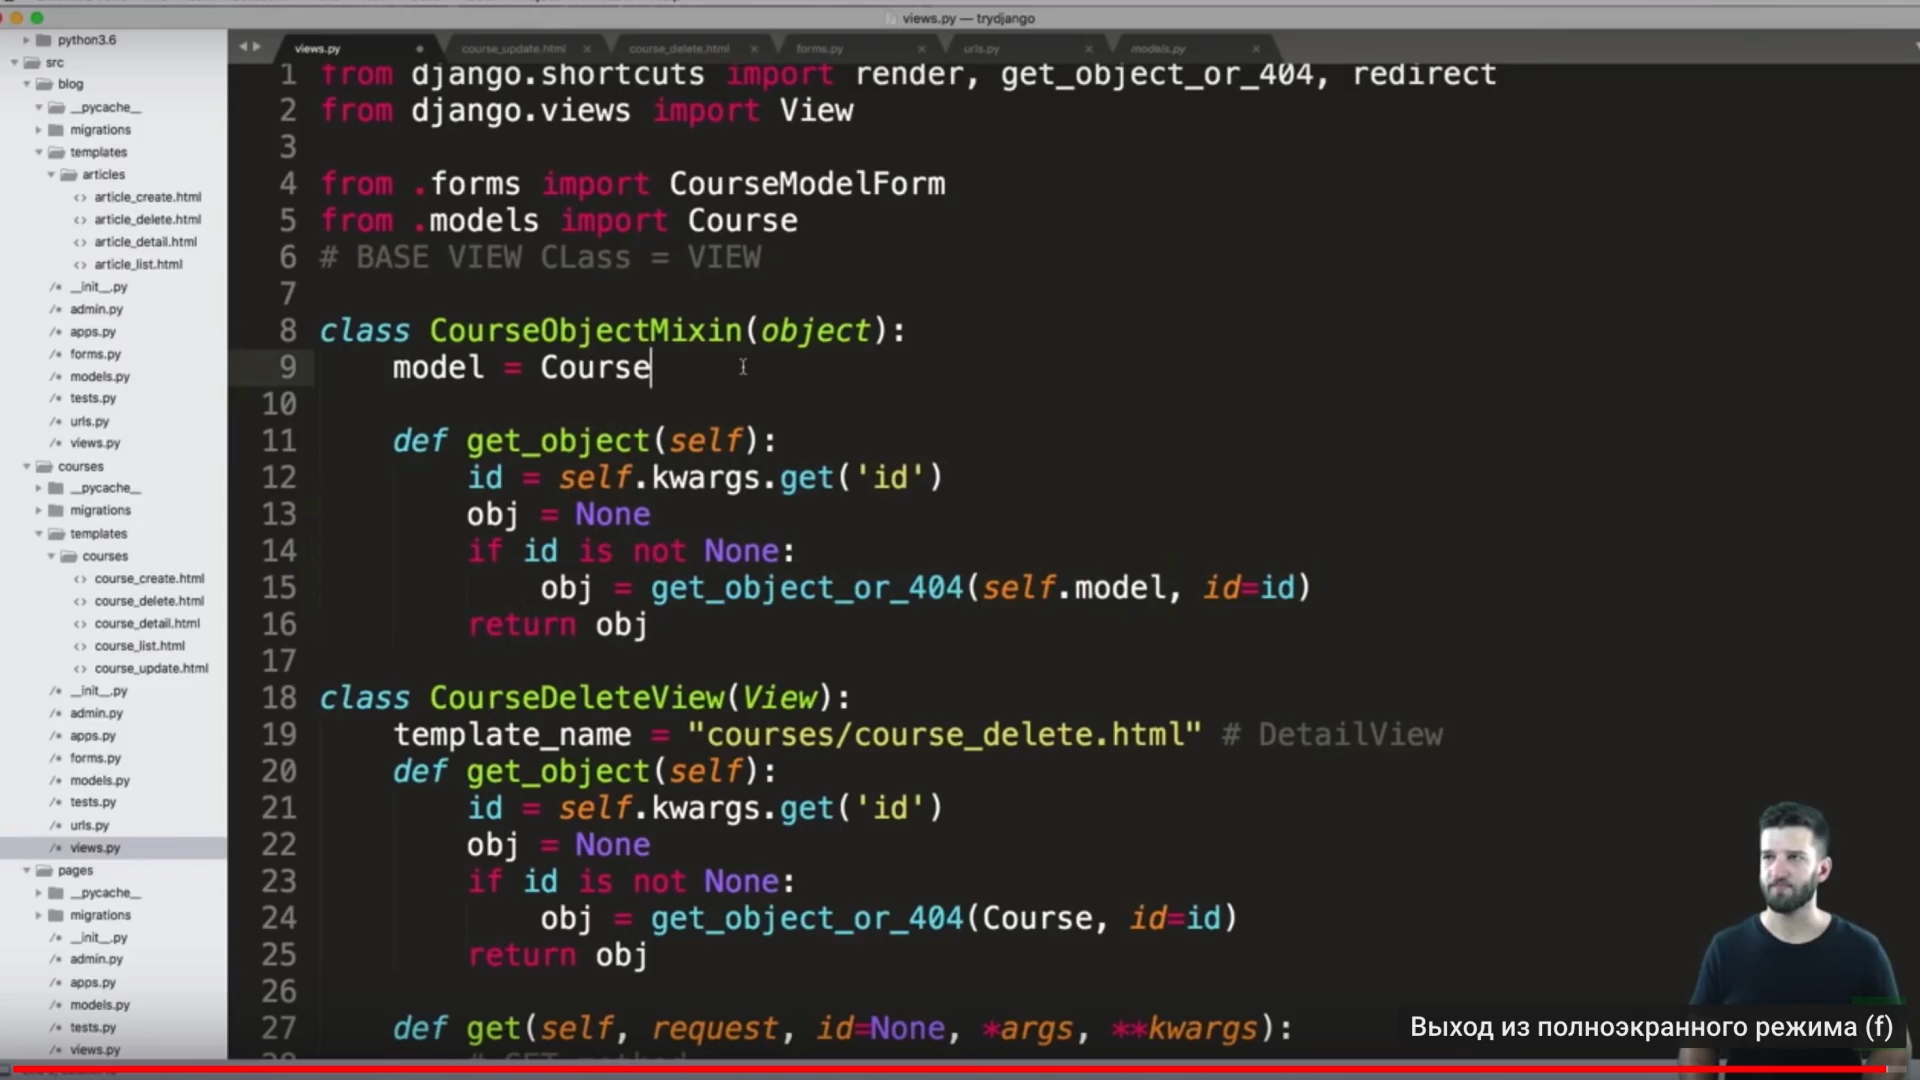 views.py — trydjango
python3.6
src
blog
__pycache__
migrations
templates
articles
article_create.html
article_delete.html
article_detail.html
article_list.html
__init__.py
admin.py
apps.py
forms.py
models.py
tests.py
urls.py
views.py
courses
__pycache__
migrations
templates
courses
course_create.html
course_delete.html
course_detail.html
course_list.html
course_update.html
__init__.py
admin.py
apps.py
forms.py
models.py
tests.py
urls.py
views.py
pages
__pycache__
migrations
__init__.py
admin.py
apps.py
models.py
tests.py
views.py
views.py course_update.html course_delete.html forms.py urls.py models.py
1 from django.shortcuts import render, get_object_or_404, redirect
2 from django.views import View
3
4 from .forms import CourseModelForm
5 from .models import Course
6 # BASE VIEW CLass = VIEW
7
8 class CourseObjectMixin(object):
9 model = Course
10
11 def get_object(self):
12 id = self.kwargs.get('id')
13 obj = None
14 if id is not None:
15 obj = get_object_or_404(self.model, id=id)
16 return obj
17
18 class CourseDeleteView(View):
19 template_name = "courses/course_delete.html" # DetailView
20 def get_object(self):
21 id = self.kwargs.get('id')
22 obj = None
23 if id is not None:
24 obj = get_object_or_404(Course, id=id)
25 return obj
26
27 def get(self, request, id=None, *args, **kwargs):
Выход из полноэкранного режима (f)